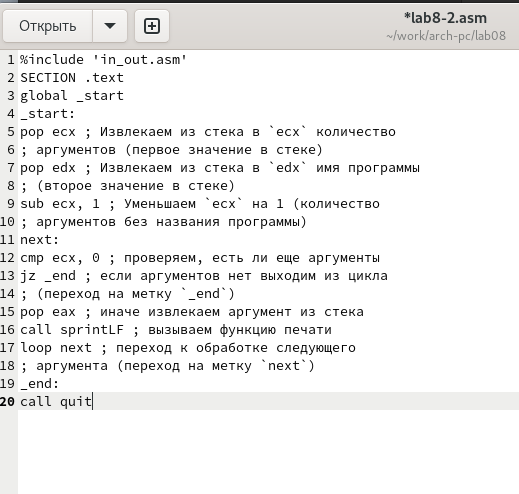 Открыть
*lab8-2.asm
~/work/arch-pc/lab08
1 %include 'in_out.asm'
2 SECTION .text
3 global _start
4 _start:
5 pop ecx ; Извлекаем из стека в `ecx` количество
6 ; аргументов (первое значение в стеке)
7 pop edx ; Извлекаем из стека в `edx` имя программы
8 ; (второе значение в стеке)
9 sub ecx, 1 ; Уменьшаем `ecx` на 1 (количество
10 ; аргументов без названия программы)
11 next:
12 cmp ecx, 0 ; проверяем, есть ли еще аргументы
13 jz _end ; если аргументов нет выходим из цикла
14 ; (переход на метку `_end`)
15 pop eax ; иначе извлекаем аргумент из стека
16 call sprintLF ; вызываем функцию печати
17 loop next ; переход к обработке следующего
18 ; аргумента (переход на метку `next`)
19 _end:
20 call quit